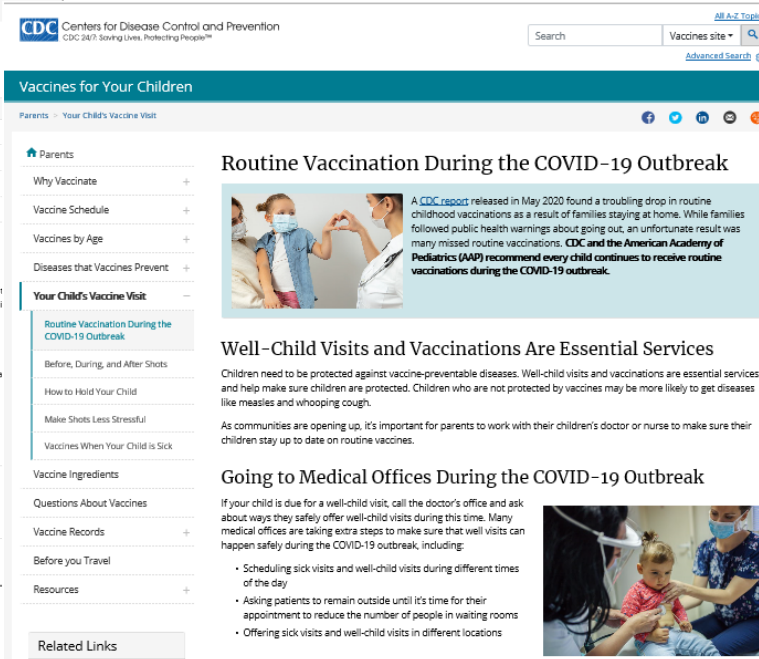 All A-Z Topi
CDC Centers for Disease Control and Prevention
CDC 24/7: Saving Lives, Protecting People™
Search
Vaccines site
Advanced Search
Vaccines for Your Children
Parents > Your Child's Vaccine Visit
Parents
Why Vaccinate +
Vaccine Schedule +
Vaccines by Age +
Diseases that Vaccines Prevent +
Your Child's Vaccine Visit −
Routine Vaccination During the
COVID-19 Outbreak
Before, During, and After Shots
How to Hold Your Child
Make Shots Less Stressful
Vaccines When Your Child is Sick
Vaccine Ingredients
Questions About Vaccines
Vaccine Records +
Before you Travel
Resources +
Related Links
Routine Vaccination During the COVID-19 Outbreak
A CDC report released in May 2020 found a troubling drop in routine
childhood vaccinations as a result of families staying at home. While families
followed public health warnings about going out, an unfortunate result was
many missed routine vaccinations. CDC and the American Academy of
Pediatrics (AAP) recommend every child continues to receive routine
vaccinations during the COVID-19 outbreak.
Well-Child Visits and Vaccinations Are Essential Services
Children need to be protected against vaccine-preventable diseases. Well-child visits and vaccinations are essential services
and help make sure children are protected. Children who are not protected by vaccines may be more likely to get diseases
like measles and whooping cough.
As communities are opening up, it's important for parents to work with their children's doctor or nurse to make sure their
children stay up to date on routine vaccines.
Going to Medical Offices During the COVID-19 Outbreak
If your child is due for a well-child visit, call the doctor's office and ask
about ways they safely offer well-child visits during this time. Many
medical offices are taking extra steps to make sure that well visits can
happen safely during the COVID-19 outbreak, including:
• Scheduling sick visits and well-child visits during different times
of the day
• Asking patients to remain outside until it's time for their
appointment to reduce the number of people in waiting rooms
• Offering sick visits and well-child visits in different locations